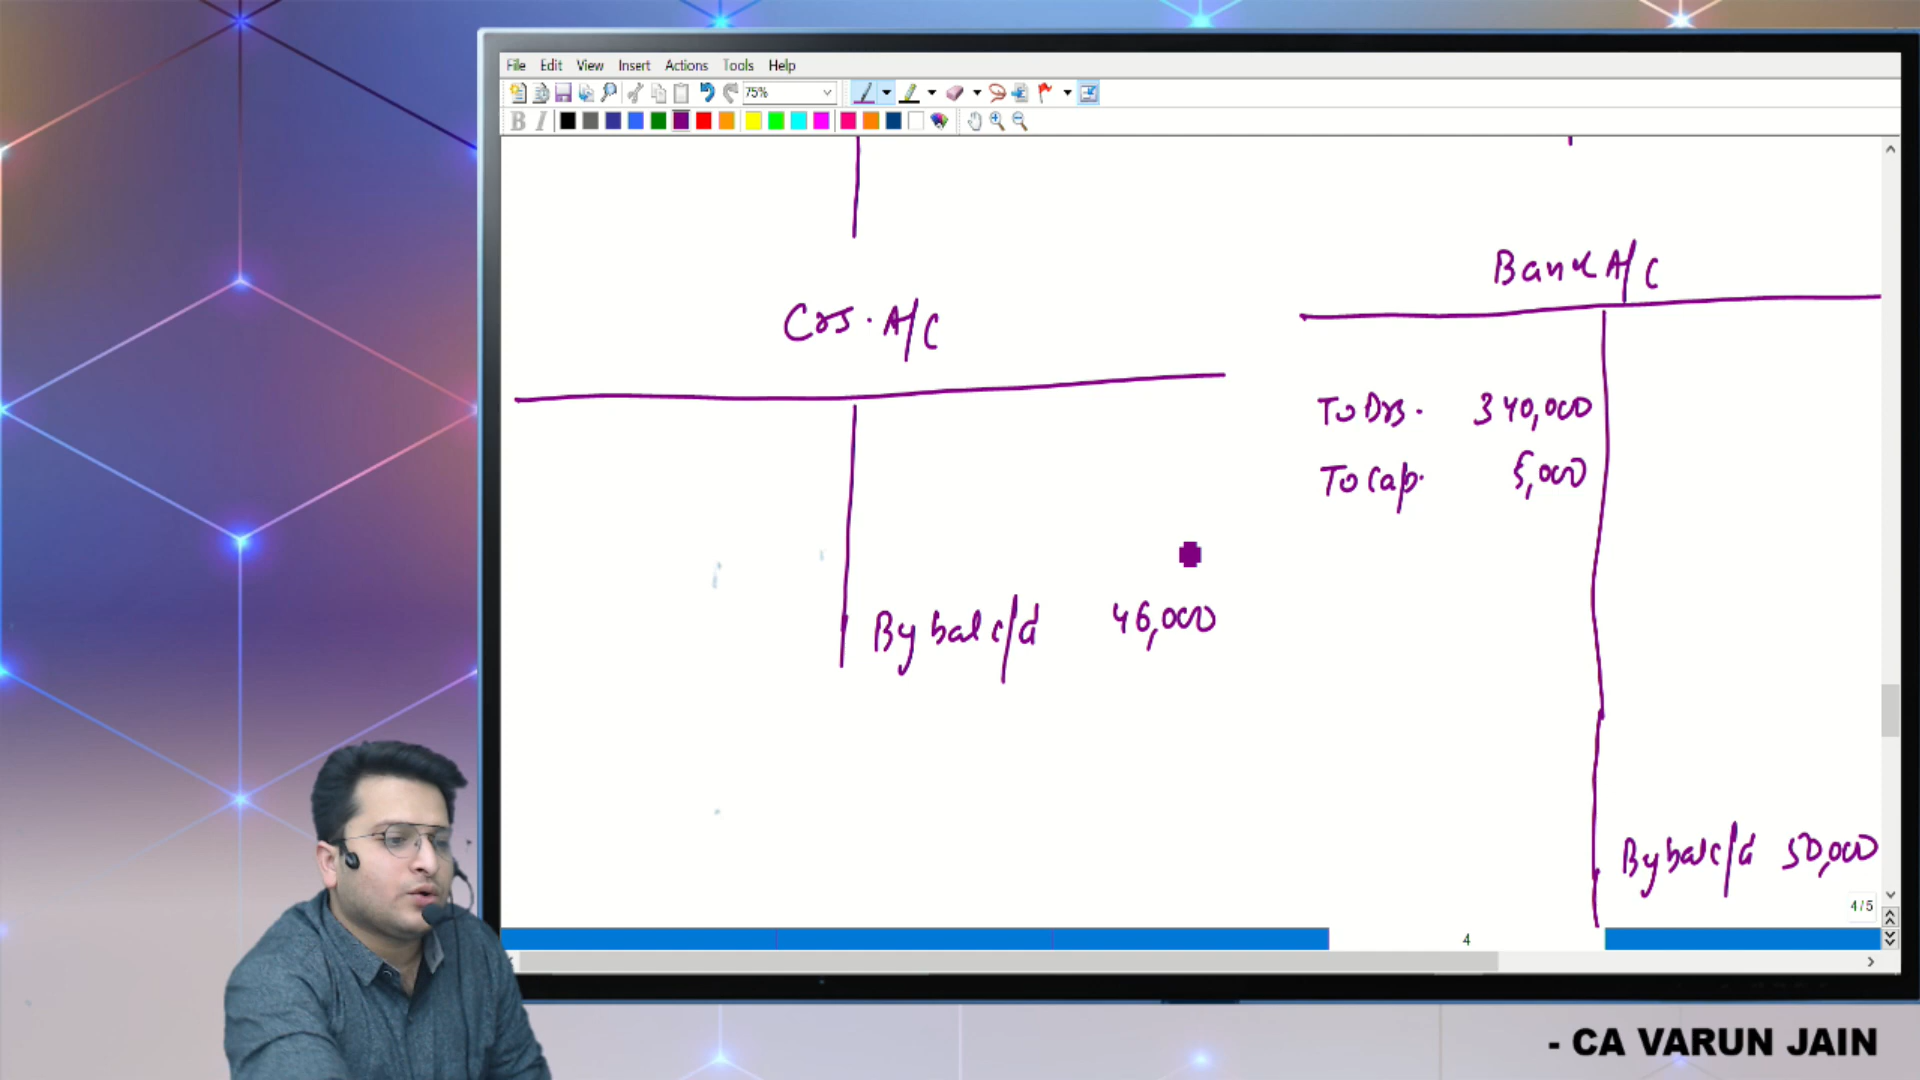 File Edit View Insert Actions Tools Help
75%
B I
Bank A/C
Crs. A/C
To Drs. 340,000
To Cap. 5,000
By bal c/d 46,000
By bal c/d 50,000
4/5
4
- CA VARUN JAIN